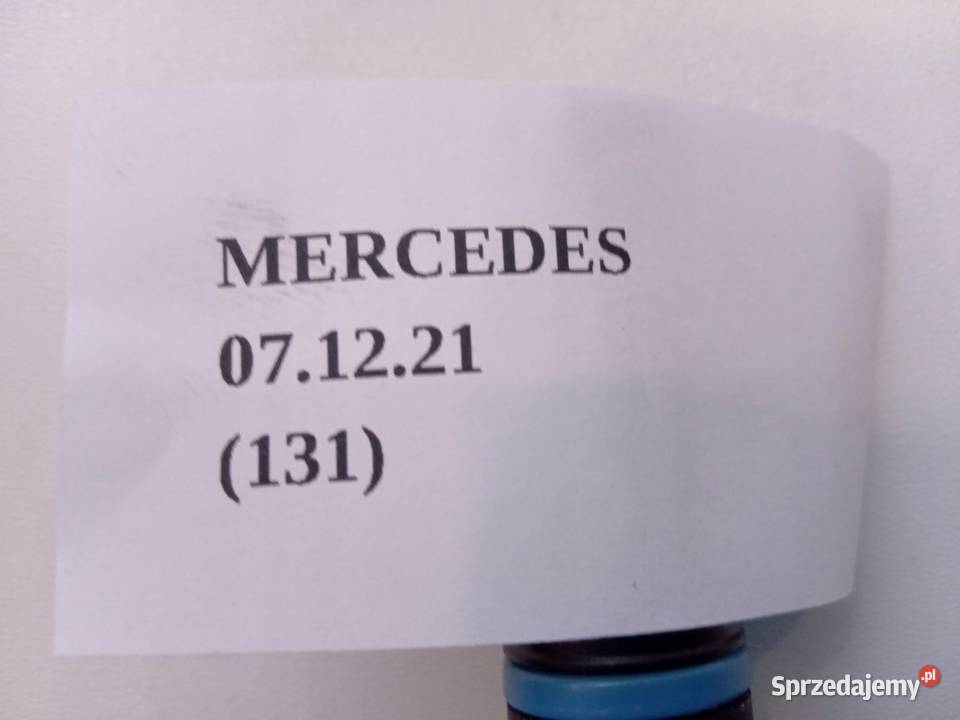 MERCEDES
07.12.21
(131)
Sprzedajemy.pl